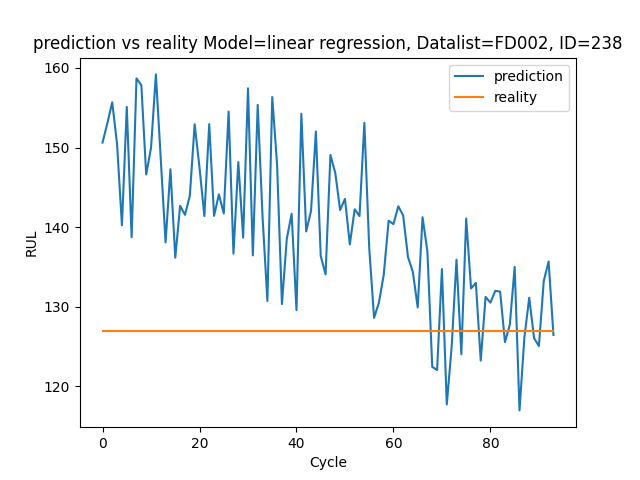 prediction vs reality Model=linear regression, Datalist=FD002, ID=238
prediction
reality
160
150
140
130
120
RUL
0 20 40 60 80
Cycle